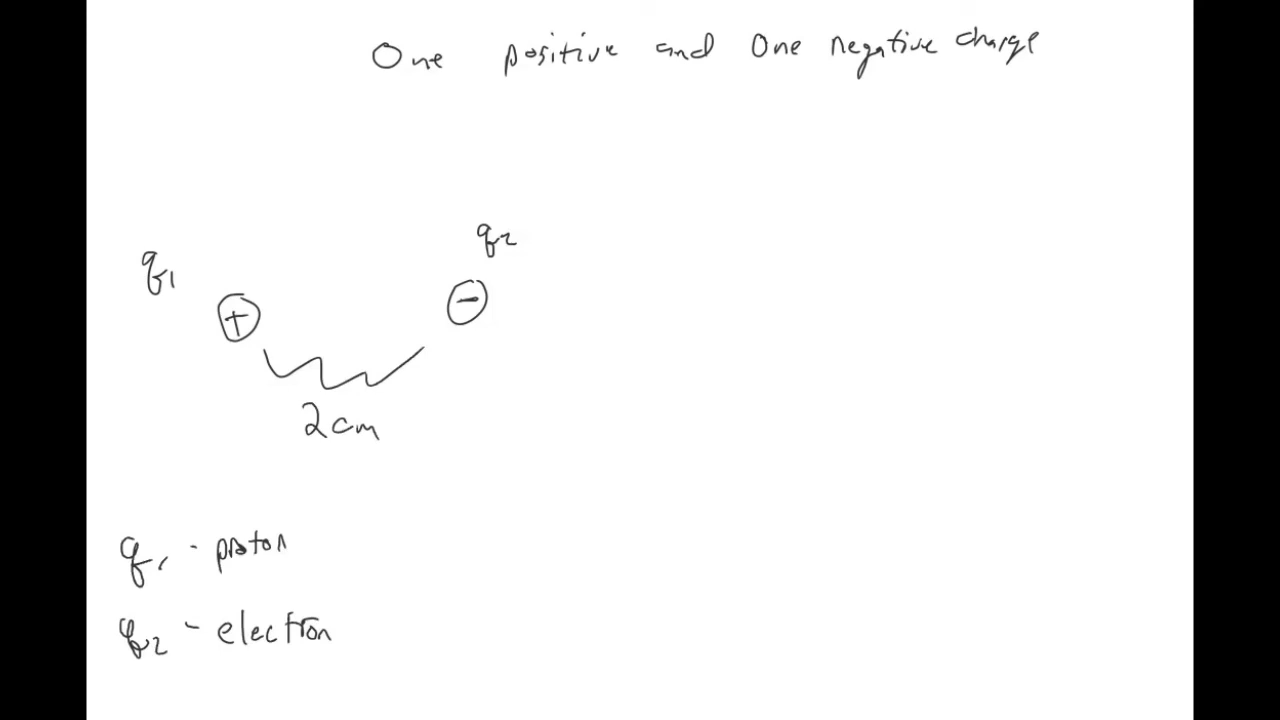 One positive and One negative charge
q2
q1
+
−
2cm
q1 - proton
q2 - electron